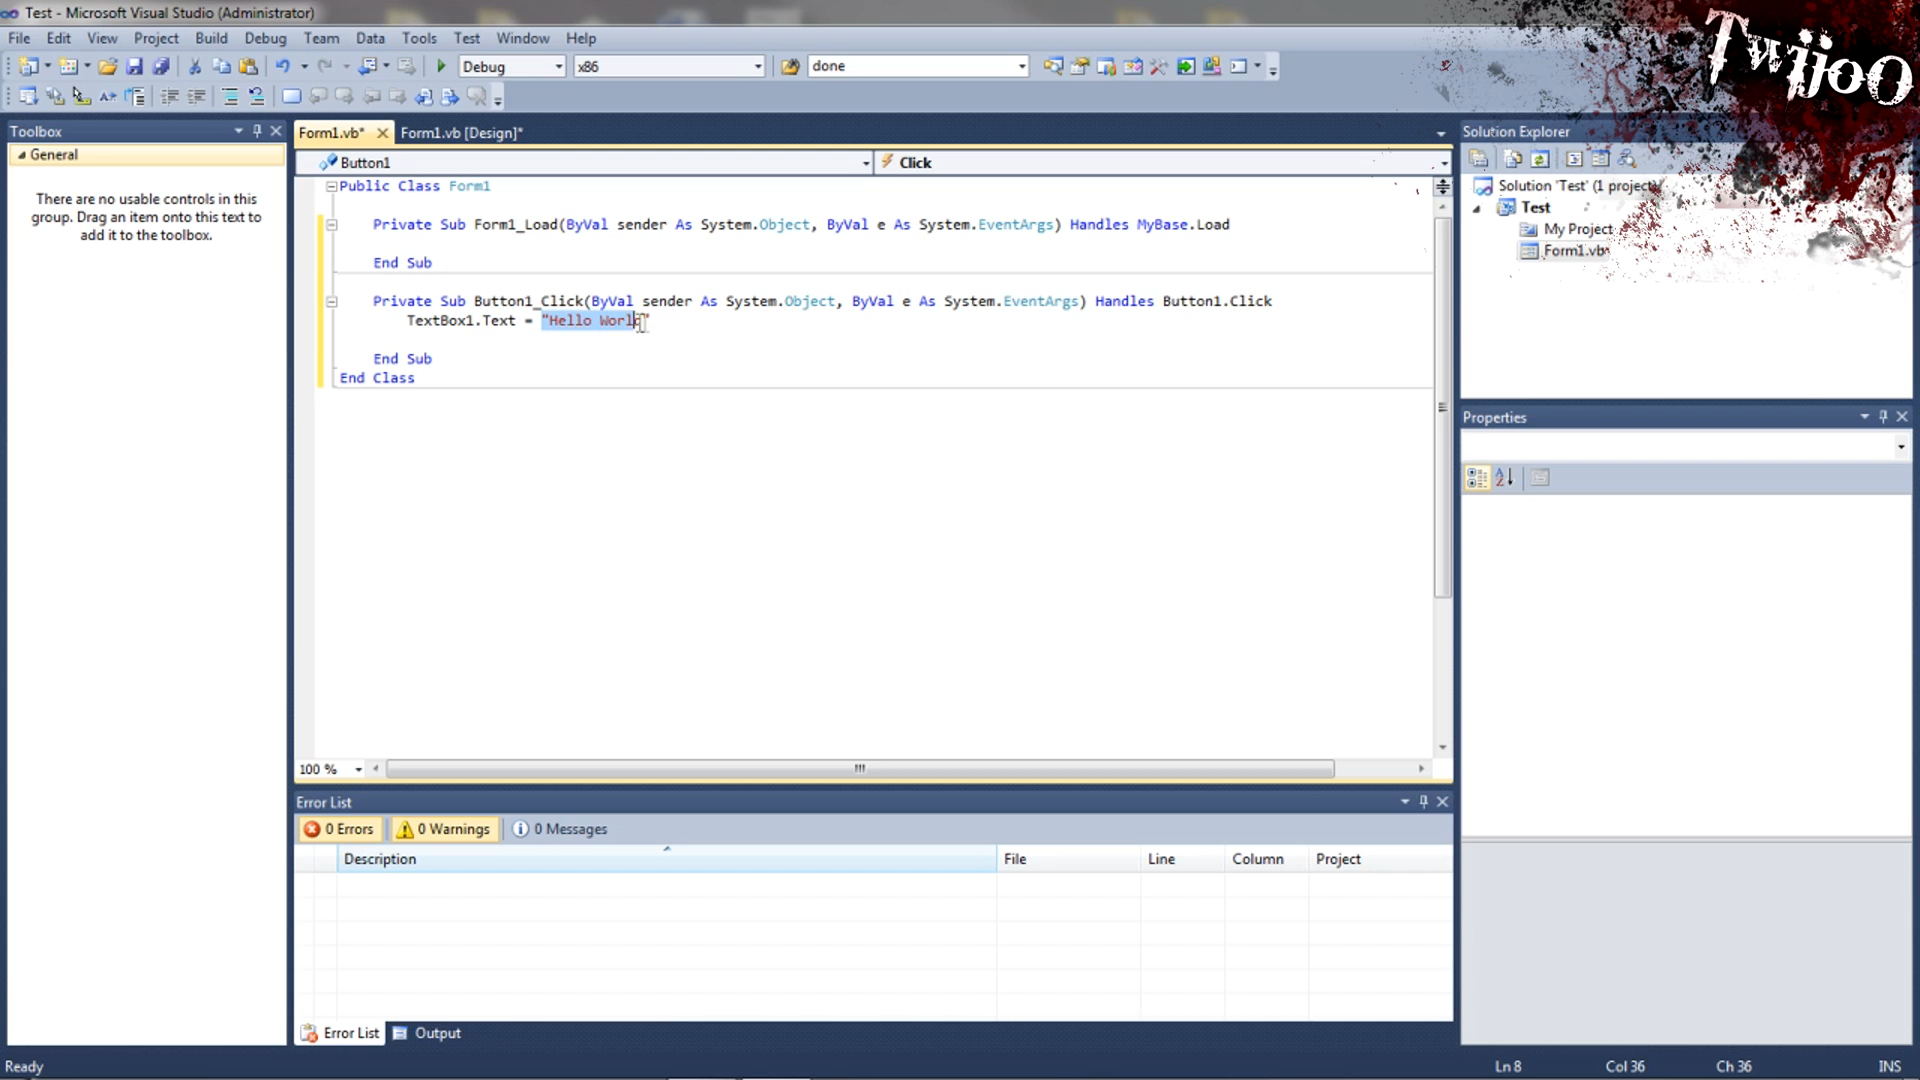 Test - Microsoft Visual Studio (Administrator)
TwijoO
File Edit View Project Build Debug Team Data Tools Test Window Help
Debug x86 done
Toolbox
General
There are no usable controls in this
group. Drag an item onto this text to
add it to the toolbox.
Form1.vb* Form1.vb [Design]*
Button1 Click
Public Class Form1
Private Sub Form1_Load(ByVal sender As System.Object, ByVal e As System.EventArgs) Handles MyBase.Load
End Sub
Private Sub Button1_Click(ByVal sender As System.Object, ByVal e As System.EventArgs) Handles Button1.Click
TextBox1.Text = "Hello World"
End Sub
End Class
100 %
Error List
0 Errors 0 Warnings 0 Messages
Description File Line Column Project
Error List Output
Solution Explorer
Solution 'Test' (1 project)
Test
My Project
Form1.vb
Properties
Ready Ln 8 Col 36 Ch 36 INS